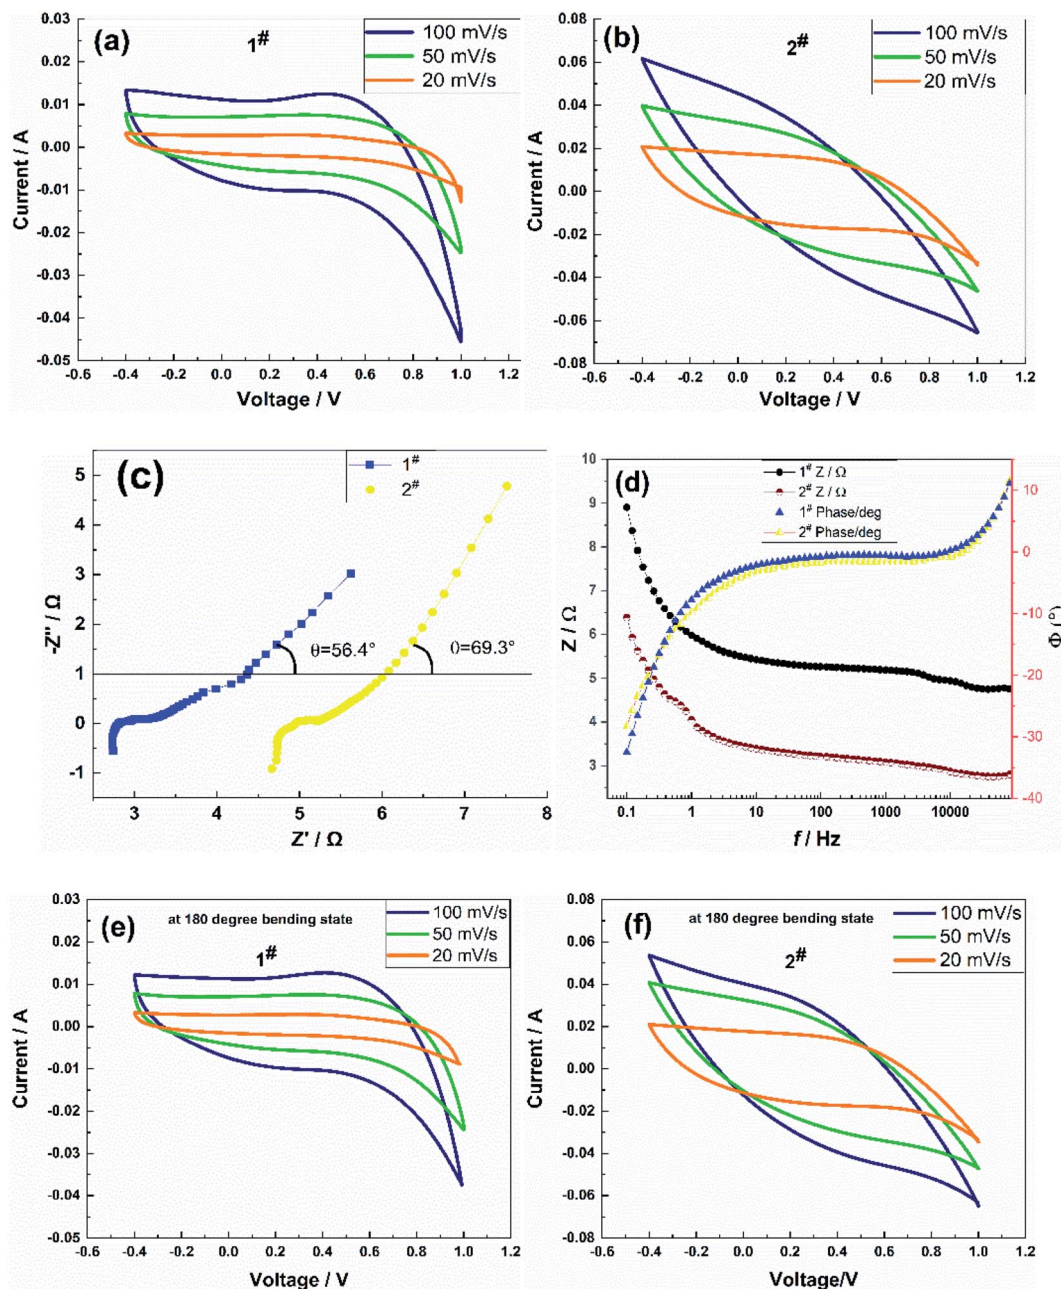 (a)
1#
100 mV/s
50 mV/s
20 mV/s
0.03
0.02
0.01
0.00
-0.01
-0.02
-0.03
-0.04
-0.05
Current / A
-0.6 -0.4 -0.2 0.0 0.2 0.4 0.6 0.8 1.0 1.2
Voltage / V
(b)
2#
100 mV/s
50 mV/s
20 mV/s
0.08
0.06
0.04
0.02
0.00
-0.02
-0.04
-0.06
-0.08
Current / A
-0.6 -0.4 -0.2 0.0 0.2 0.4 0.6 0.8 1.0 1.2
Voltage / V
(c)
1#
2#
5
4
3
2
1
0
-1
-Z'' / Ω
θ=56.4°
θ=69.3°
3 4 5 6 7 8
Z' / Ω
(d)
1# Z / Ω
2# Z / Ω
1# Phase/deg
2# Phase/deg
10
9
8
7
6
5
4
3
Z / Ω
10
0
-10
-20
-30
-40
0.1 1 10 100 1000 10000
f / Hz
(e)
at 180 degree bending state
1#
100 mV/s
50 mV/s
20 mV/s
0.03
0.02
0.01
0.00
-0.01
-0.02
-0.03
-0.04
-0.05
Current / A
-0.6 -0.4 -0.2 0.0 0.2 0.4 0.6 0.8 1.0 1.2
Voltage / V
(f)
at 180 degree bending state
2#
100 mV/s
50 mV/s
20 mV/s
0.08
0.06
0.04
0.02
0.00
-0.02
-0.04
-0.06
-0.08
Current / A
-0.6 -0.4 -0.2 0.0 0.2 0.4 0.6 0.8 1.0 1.2
Voltage/V